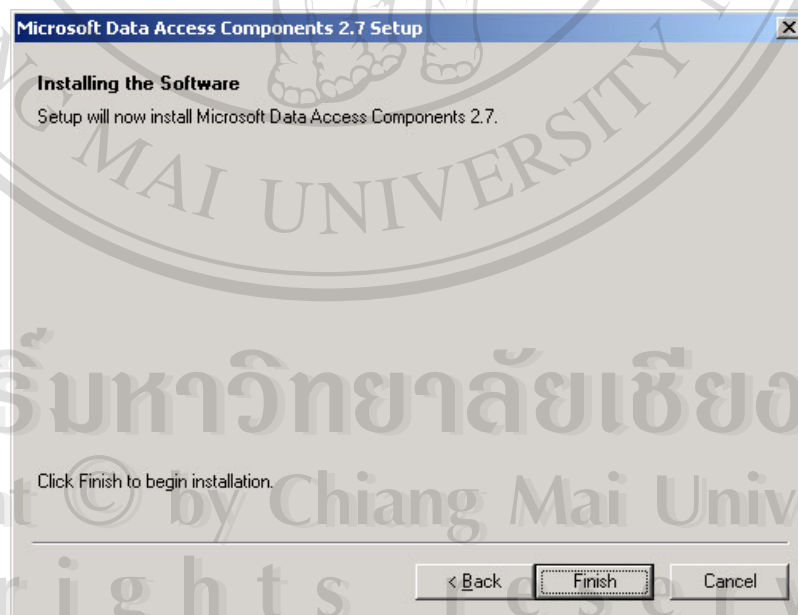 Microsoft Data Access Components 2.7 Setup
Installing the Software
Setup will now install Microsoft Data Access Components 2.7.
MAI UNIVERSITY
มหาวิทยาลัยเชียง
Click Finish to begin installation.
© by Chiang Mai Univ
< Back
Finish
Cancel
rights reserv